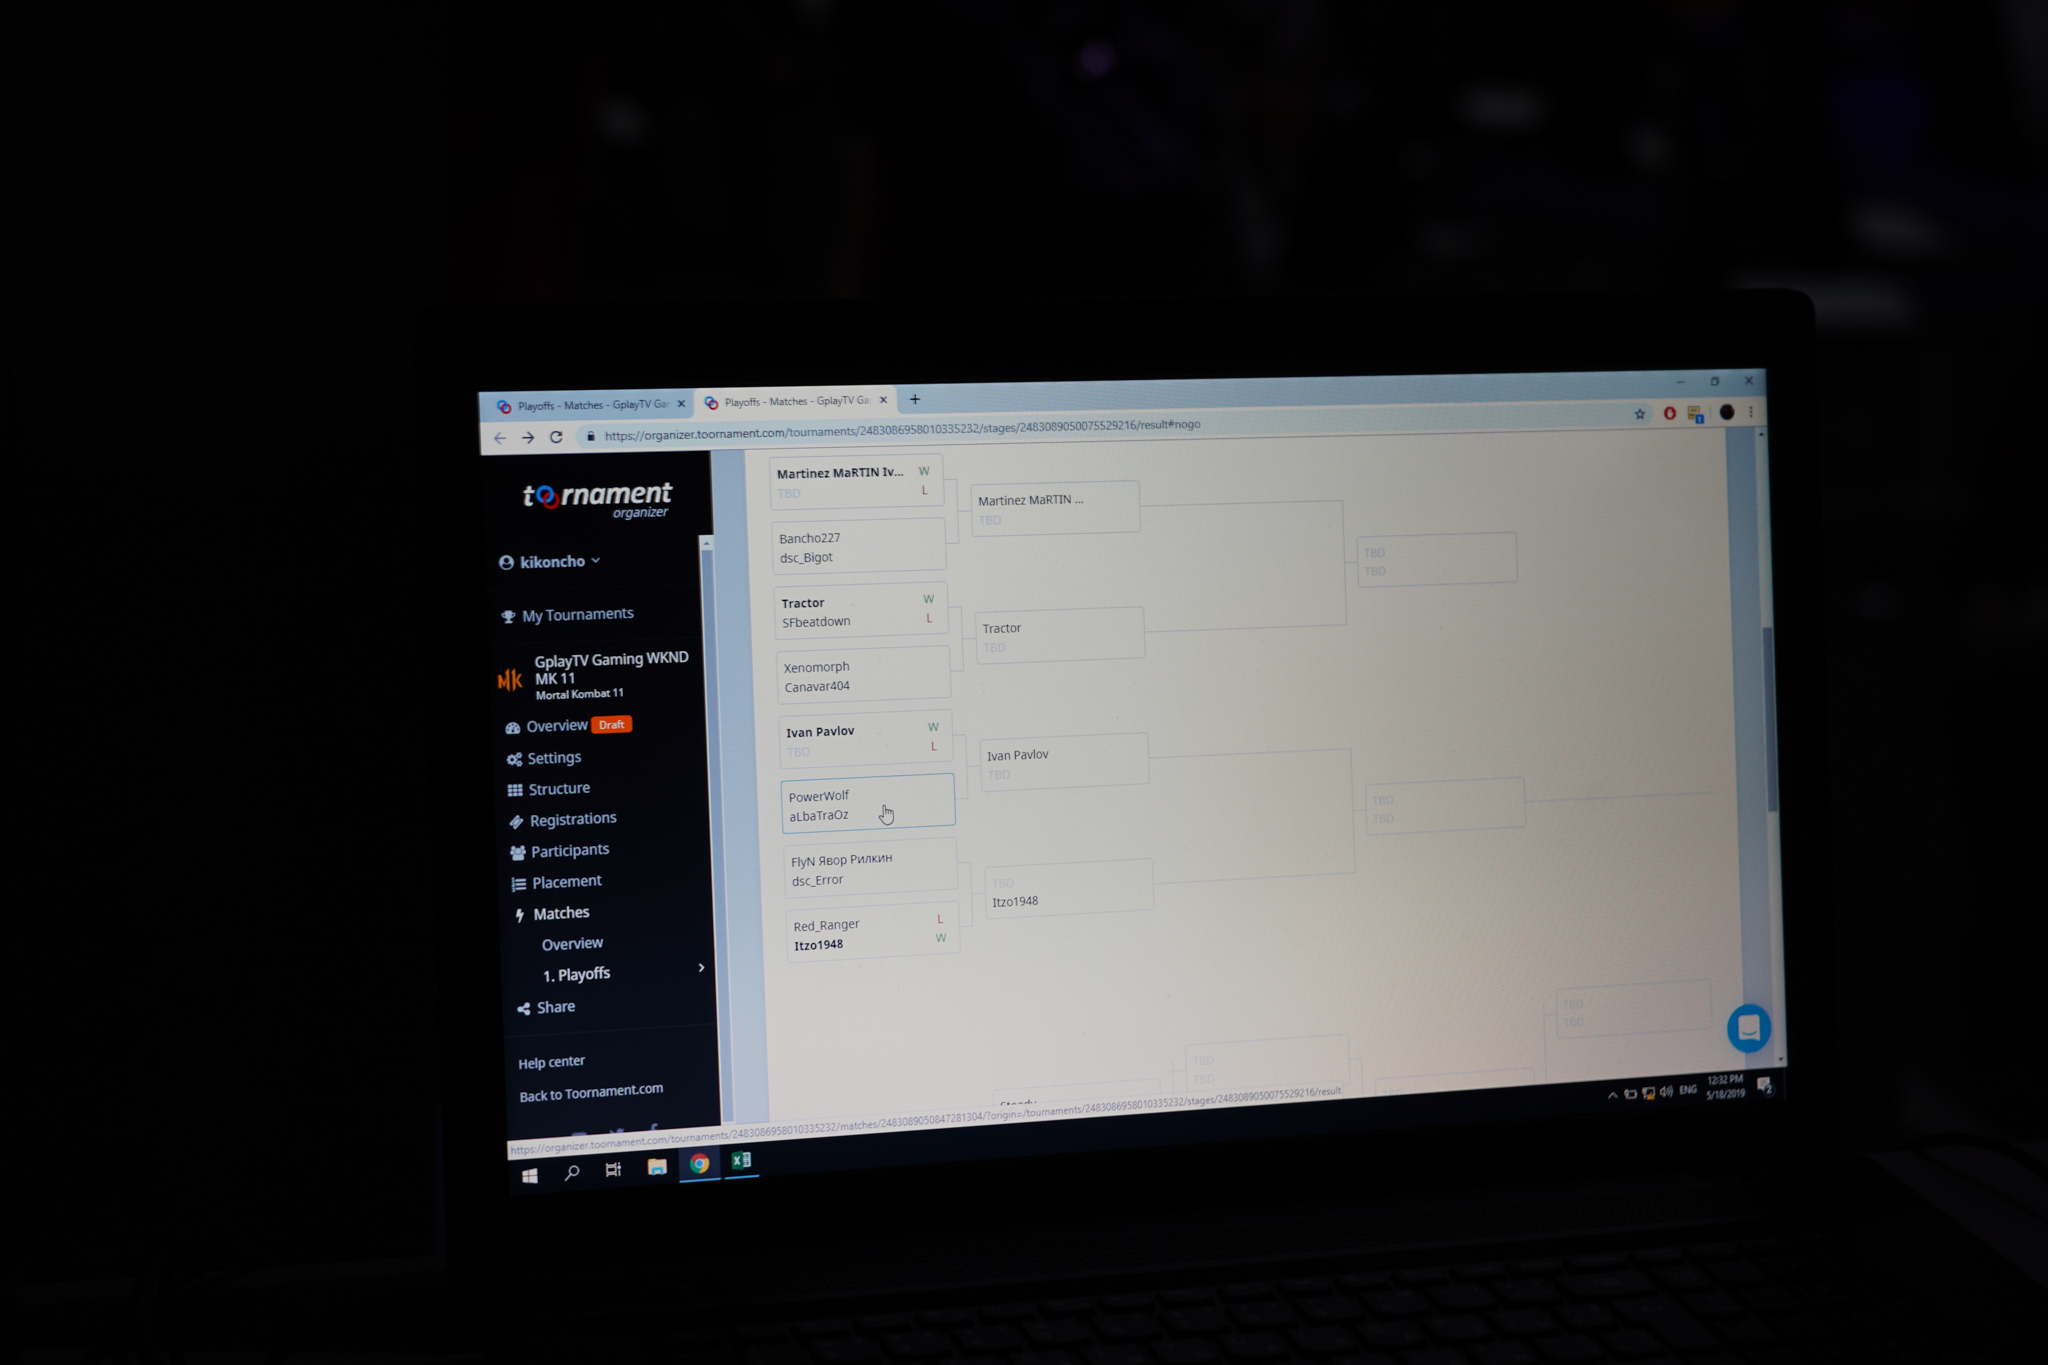 Playoffs - Matches - GplayTV Ga
Playoffs - Matches - GplayTV Ga
https://organizer.toornament.com/tournaments/2483086958010335232/stages/2483089050075529216/result#nogo
toornament
organizer
kikoncho
My Tournaments
MK
GplayTV Gaming WKND
MK 11
Mortal Kombat 11
Overview Draft
Settings
Structure
Registrations
Participants
Placement
Matches
Overview
1. Playoffs
Share
Help center
Back to Toornament.com
Martinez MaRTIN Iv... W
TBD L
Bancho227
dsc_Bigot
Tractor W
SFbeatdown L
Xenomorph
Canavar404
Ivan Pavlov W
TBD L
PowerWolf
aLbaTraOz
FlyN Явор Рилкин
dsc_Error
Red_Ranger L
Itzo1948 W
Martinez MaRTIN ...
TBD
Tractor
TBD
Ivan Pavlov
TBD
TBD
Itzo1948
TBD
TBD
TBD
TBD
TBD
TBD
TBD
TBD
https://organizer.toornament.com/tournaments/2483086958010335232/matches/2483089050847281304/?origin=/tournaments/2483086958010335232/stages/2483089050075529216/result
ENG
12:32 PM
5/18/2019
2